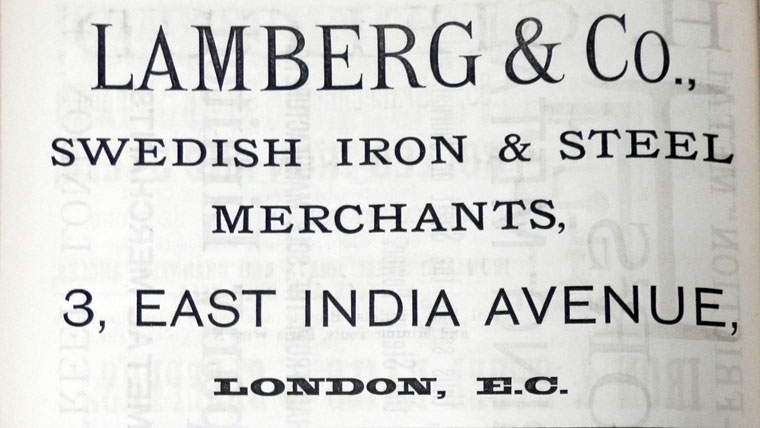 LAMBERG & CO.,
SWEDISH IRON & STEEL
MERCHANTS,
3, EAST INDIA AVENUE,
LONDON, E.C.